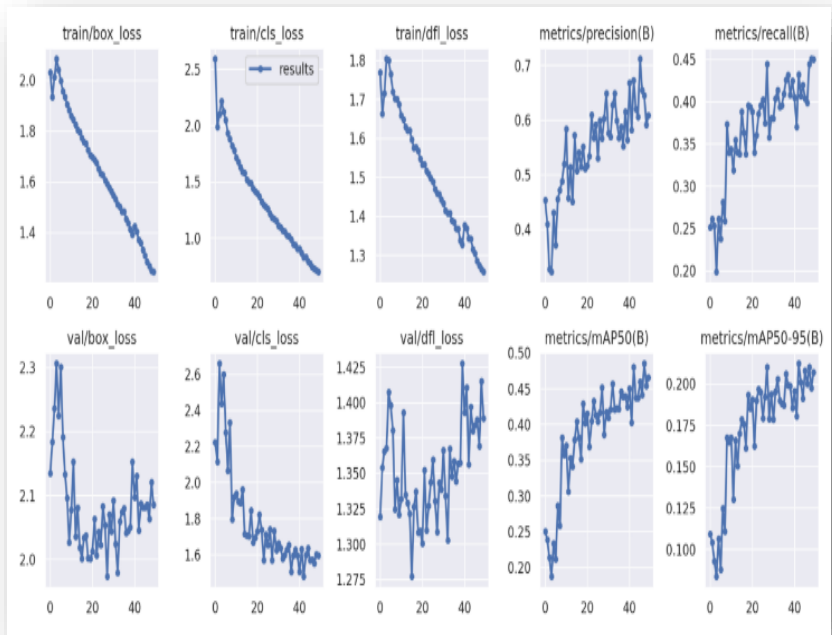 train/box_loss train/cls_loss train/dfl_loss metrics/precision(B) metrics/recall(B)
results
2.0 1.8 1.6 1.4
2.5 2.0 1.5 1.0
1.8 1.7 1.6 1.5 1.4 1.3
0.7 0.6 0.5 0.4
0.45 0.40 0.35 0.30 0.25 0.20
0 20 40 0 20 40 0 20 40 0 20 40 0 20 40
val/box_loss val/cls_loss val/dfl_loss metrics/mAP50(B) metrics/mAP50-95(B)
2.3 2.2 2.1 2.0
2.6 2.4 2.2 2.0 1.8 1.6
1.425 1.400 1.375 1.350 1.325 1.300 1.275
0.50 0.45 0.40 0.35 0.30 0.25 0.20
0.200 0.175 0.150 0.125 0.100
0 20 40 0 20 40 0 20 40 0 20 40 0 20 40